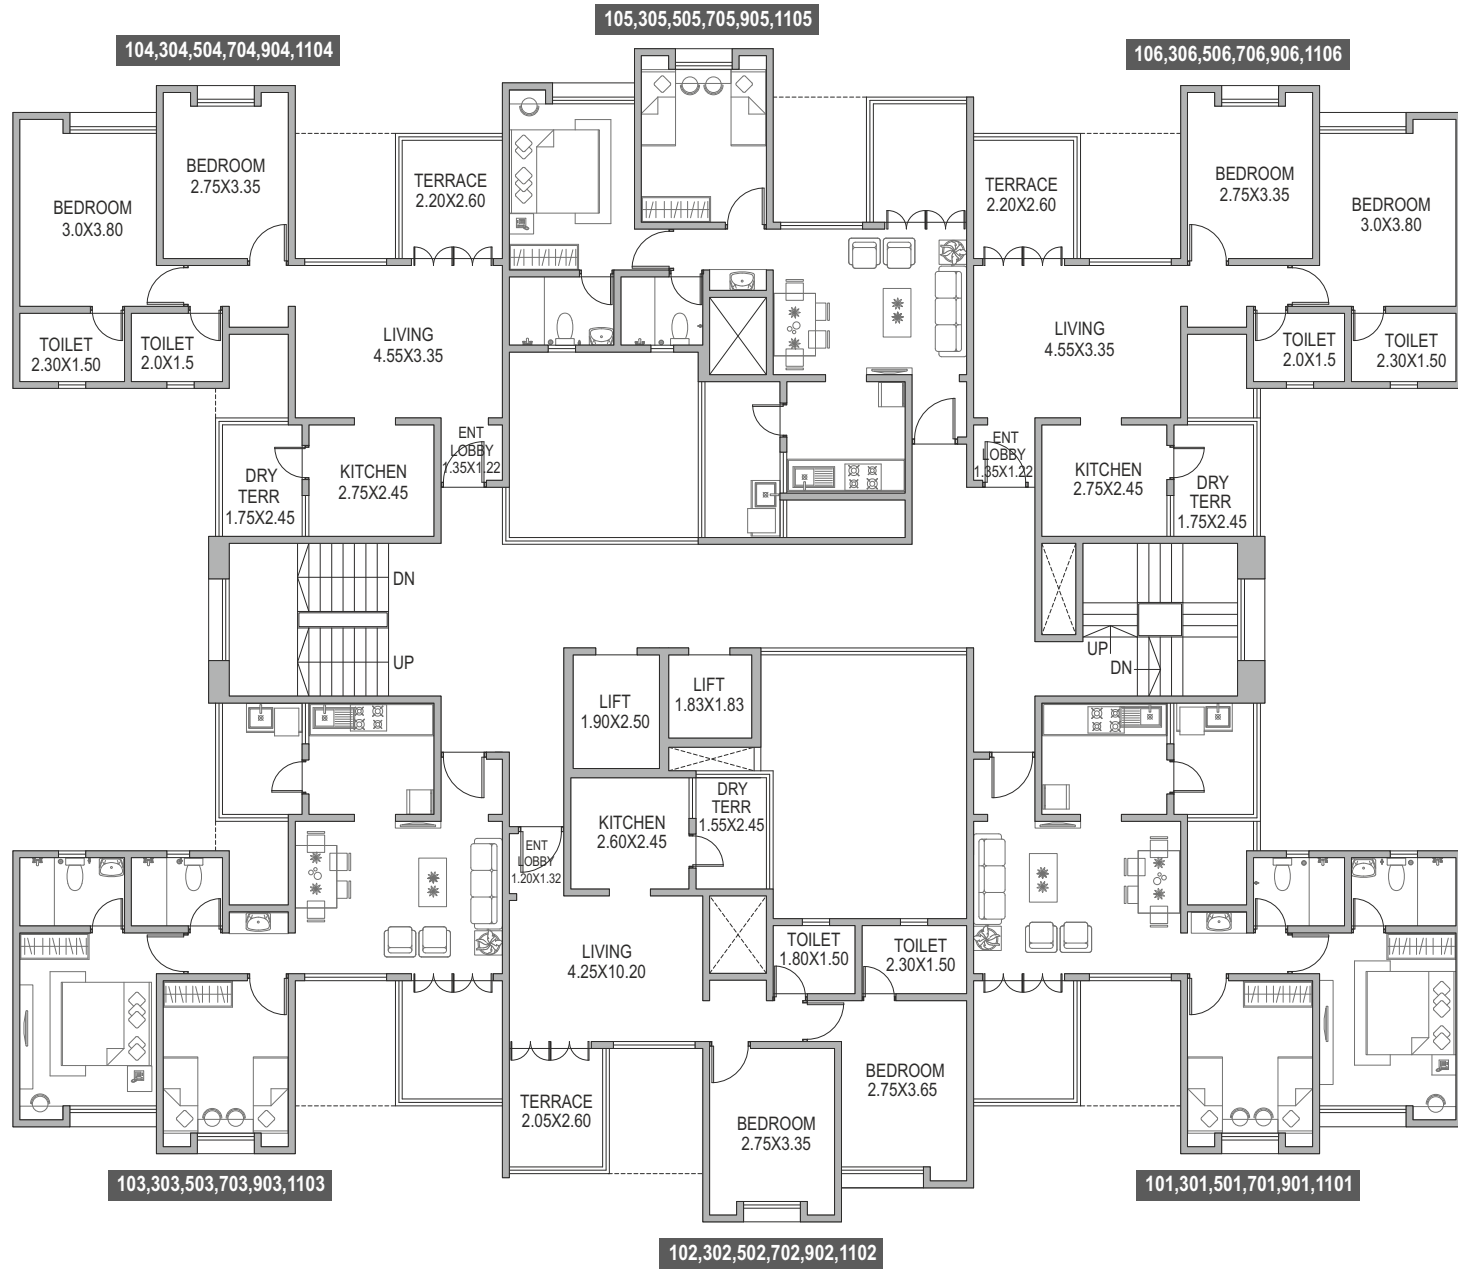 105,305,505,705,905,1105
104,304,504,704,904,1104
106,306,506,706,906,1106
BEDROOM
2.75X3.35
BEDROOM
3.0X3.80
TERRACE
2.20X2.60
TOILET
2.30X1.50
TOILET
2.0X1.5
LIVING
4.55X3.35
ENT
LOBBY
1.35X1.22
KITCHEN
2.75X2.45
DRY
TERR
1.75X2.45
TERRACE
2.20X2.60
BEDROOM
2.75X3.35
BEDROOM
3.0X3.80
LIVING
4.55X3.35
TOILET
2.0X1.5
TOILET
2.30X1.50
ENT
LOBBY
1.35X1.22
KITCHEN
2.75X2.45
DRY
TERR
1.75X2.45
DN
UP
UP
DN
LIFT
1.90X2.50
LIFT
1.83X1.83
KITCHEN
2.60X2.45
DRY
TERR
1.55X2.45
ENT
LOBBY
1.20X1.32
LIVING
4.25X10.20
TOILET
1.80X1.50
TOILET
2.30X1.50
TERRACE
2.05X2.60
BEDROOM
2.75X3.35
BEDROOM
2.75X3.65
103,303,503,703,903,1103
101,301,501,701,901,1101
102,302,502,702,902,1102